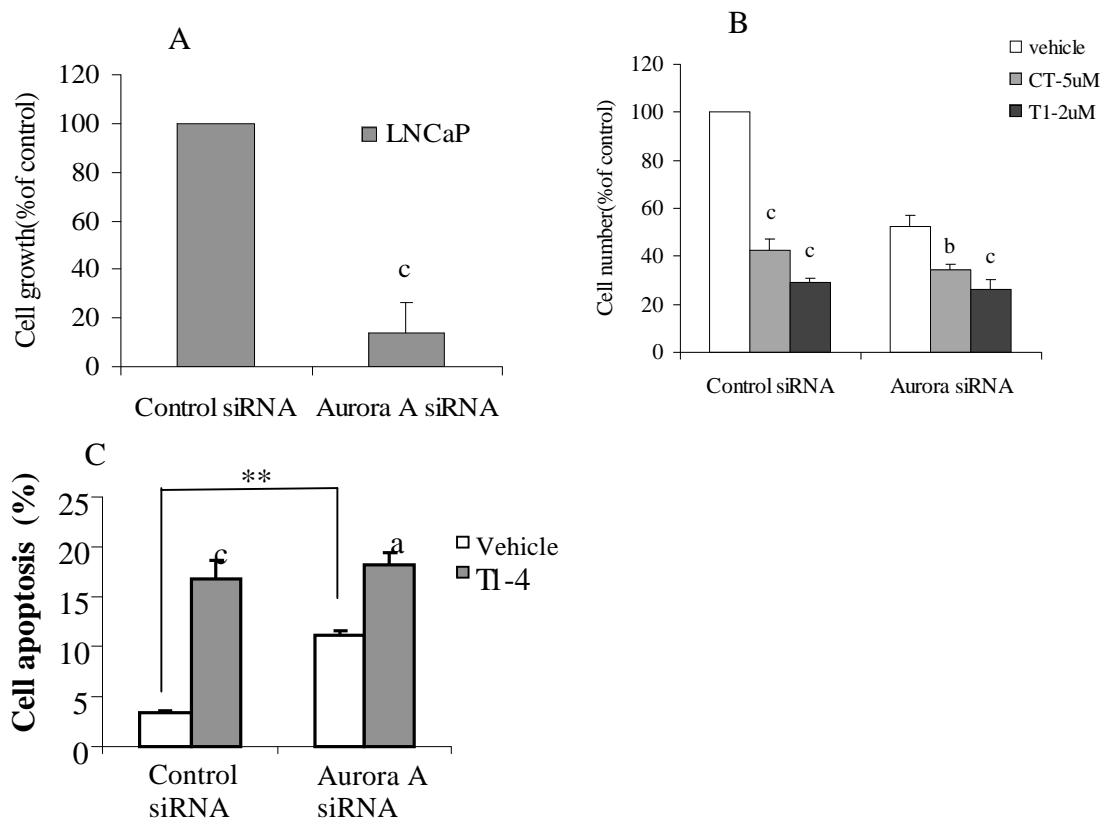 A
Cell growth(%of control)
120
100
80
60
40
20
0
LNCaP
c
Control siRNA
Aurora A siRNA
B
Cell number(%of control)
120
100
80
60
40
20
0
vehicle
CT-5uM
T1-2uM
c
c
b
c
Control siRNA
Aurora siRNA
C
Cell apoptosis (%)
25
20
15
10
5
0
**
c
a
Vehicle
T1-4
Control
siRNA
Aurora A
siRNA